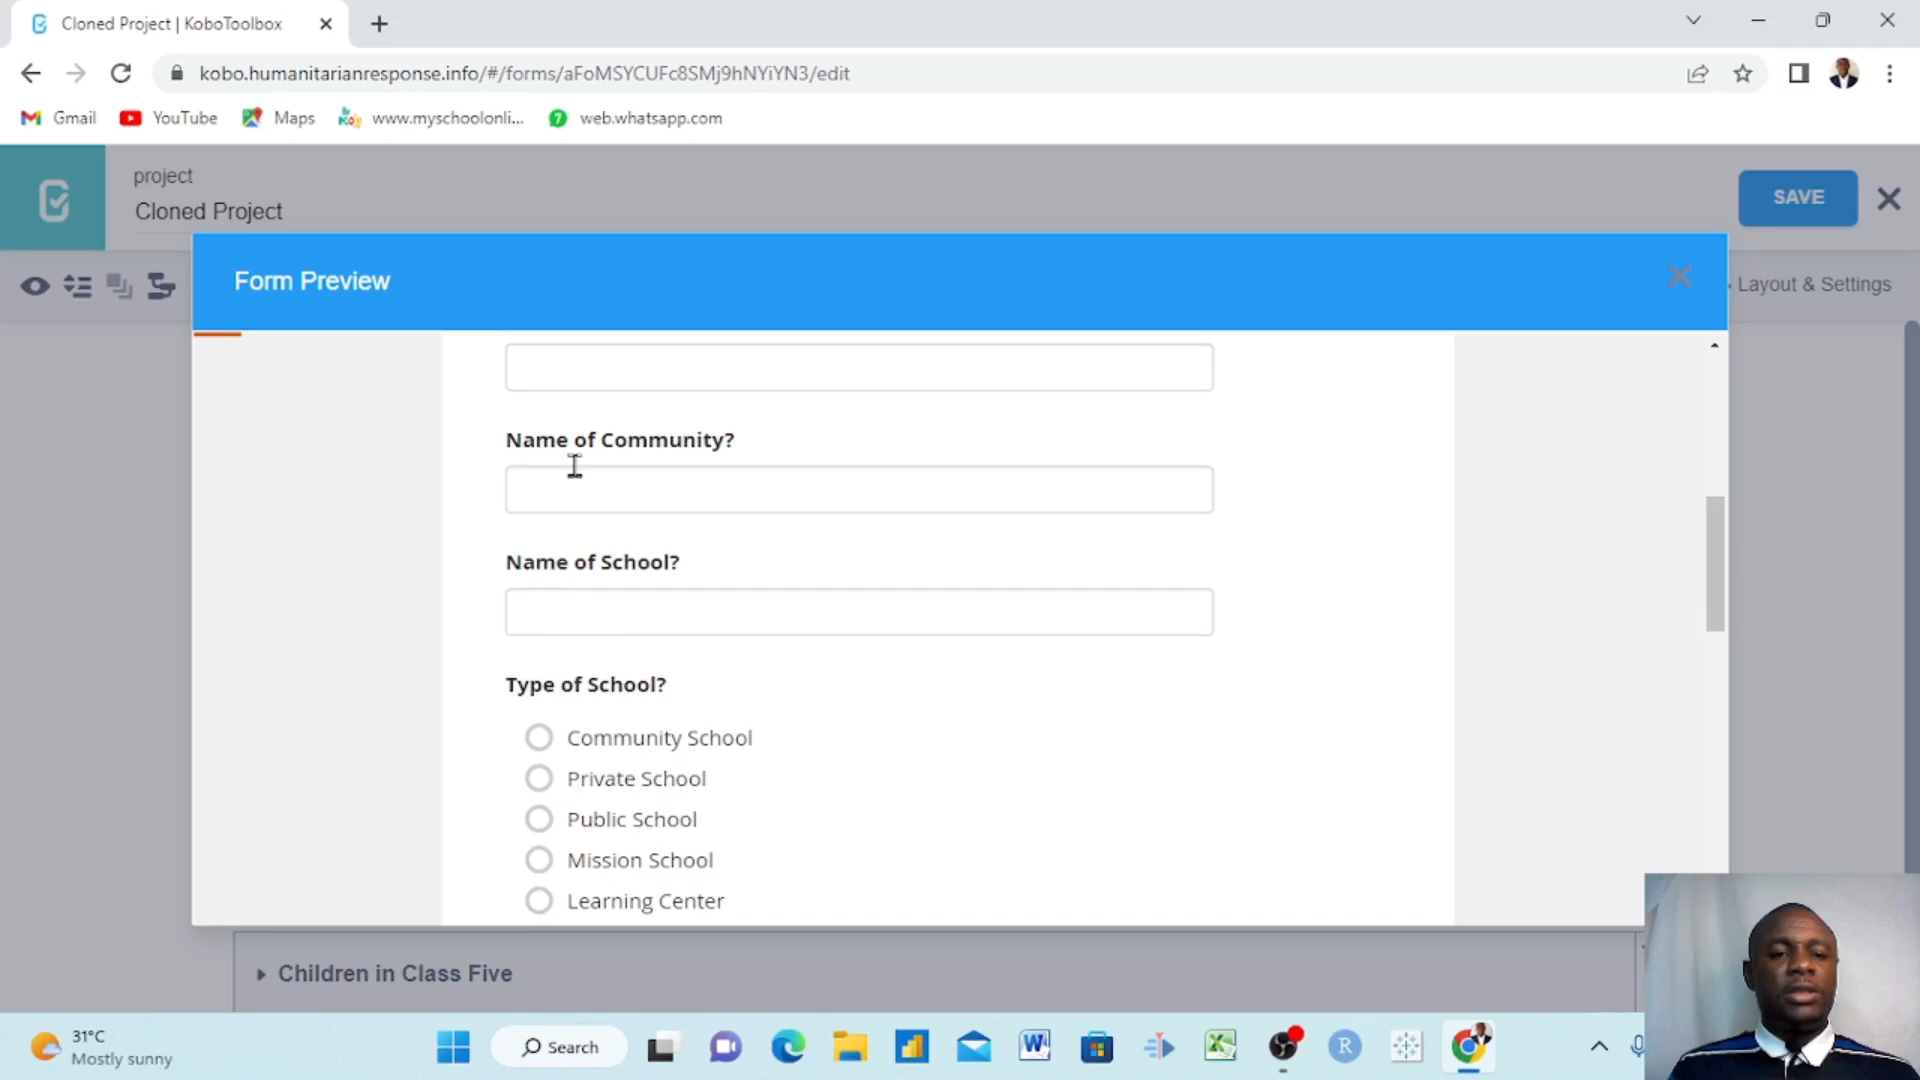 Cloned Project | KoboToolbox
kobo.humanitarianresponse.info/#/forms/aFoMSYCUFc8SMj9hNYiYN3/edit
Gmail YouTube Maps www.myschoolonli... web.whatsapp.com
project
Cloned Project
SAVE
Form Preview
Layout & Settings
Name of Community?
Name of School?
Type of School?
Community School
Private School
Public School
Mission School
Learning Center
Children in Class Five
31°C
Mostly sunny
Search